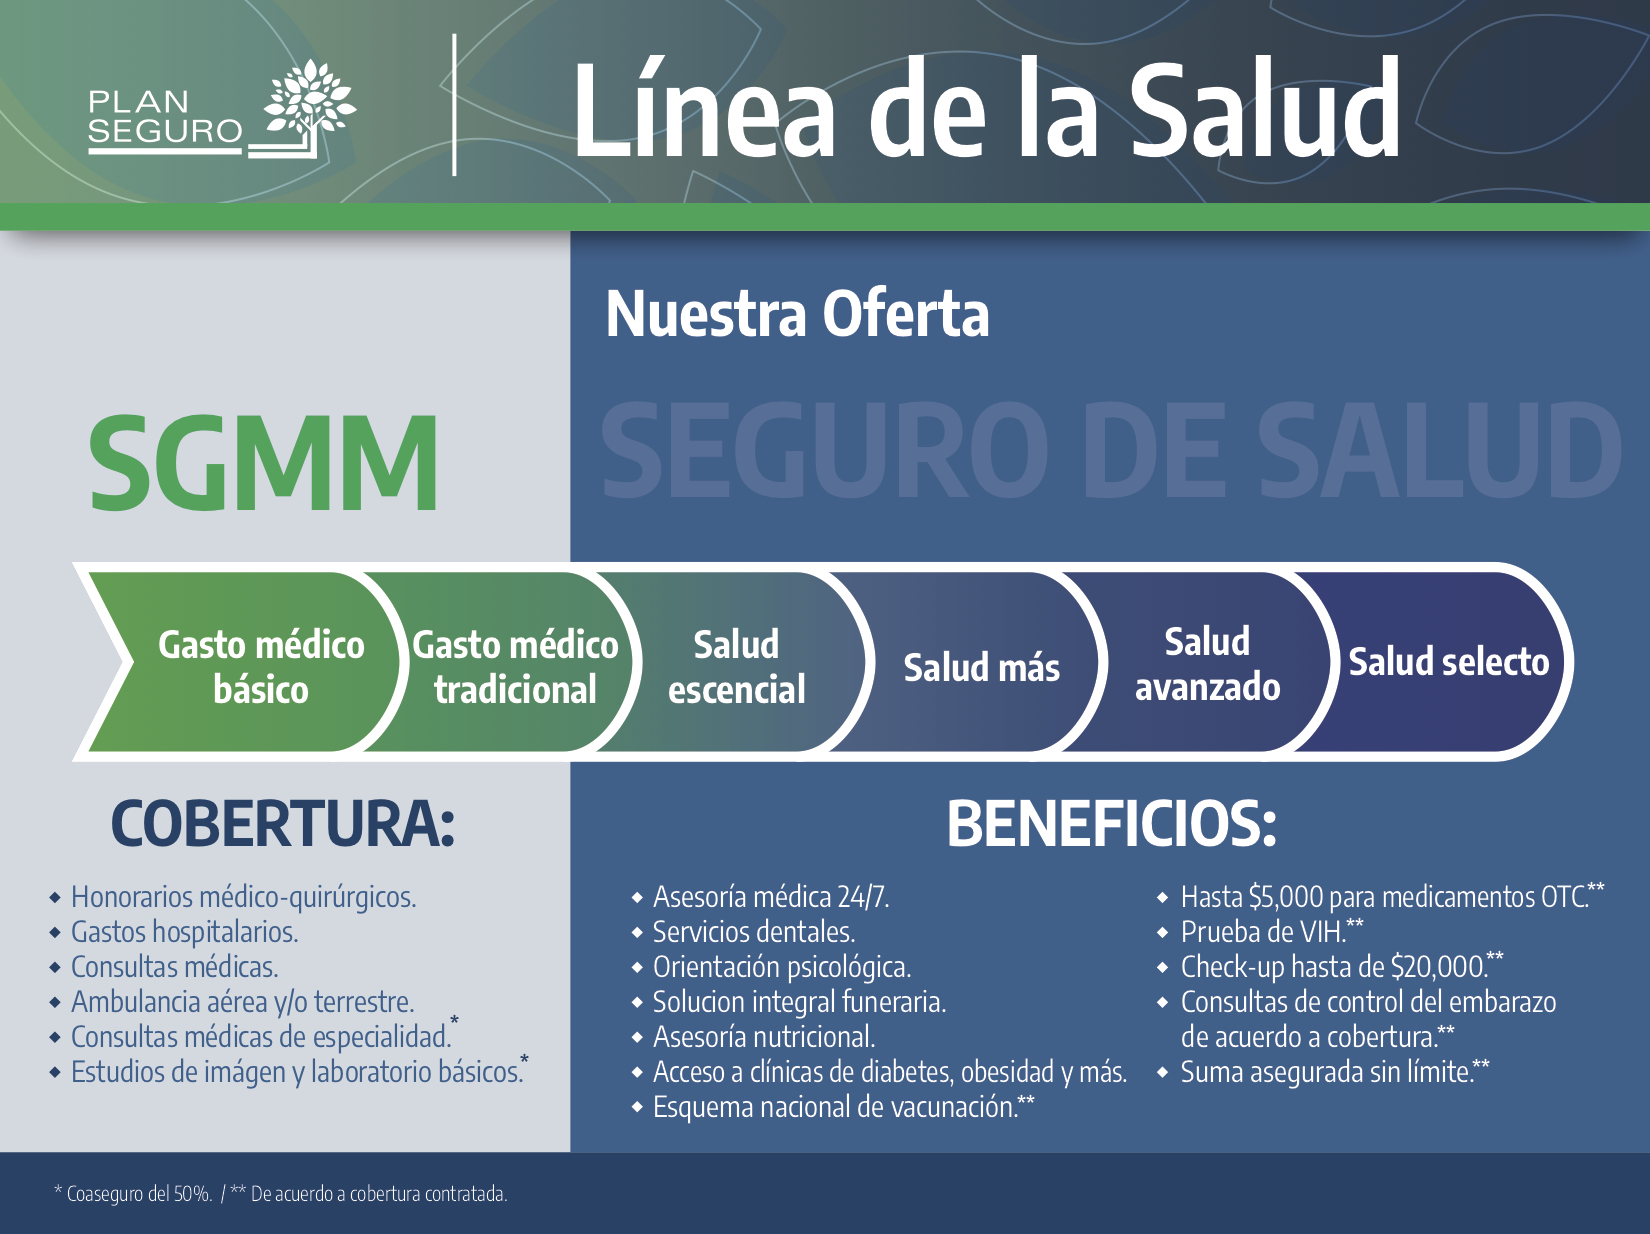 PLAN
SEGURO
Línea de la Salud
Nuestra Oferta
SGMM
SEGURO DE SALUD
Gasto médico
básico
Gasto médico
tradicional
Salud
escencial
Salud más
Salud
avanzado
Salud selecto
COBERTURA:
Honorarios médico-quirúrgicos.
Gastos hospitalarios.
Consultas médicas.
Ambulancia aérea y/o terrestre.
Consultas médicas de especialidad.*
Estudios de imágen y laboratorio básicos.*
BENEFICIOS:
Asesoría médica 24/7.
Servicios dentales.
Orientación psicológica.
Solucion integral funeraria.
Asesoría nutricional.
Acceso a clínicas de diabetes, obesidad y más.
Esquema nacional de vacunación.**
Hasta $5,000 para medicamentos OTC.**
Prueba de VIH.**
Check-up hasta de $20,000.**
Consultas de control del embarazo
de acuerdo a cobertura.**
Suma asegurada sin límite.**
* Coaseguro del 50%. / ** De acuerdo a cobertura contratada.